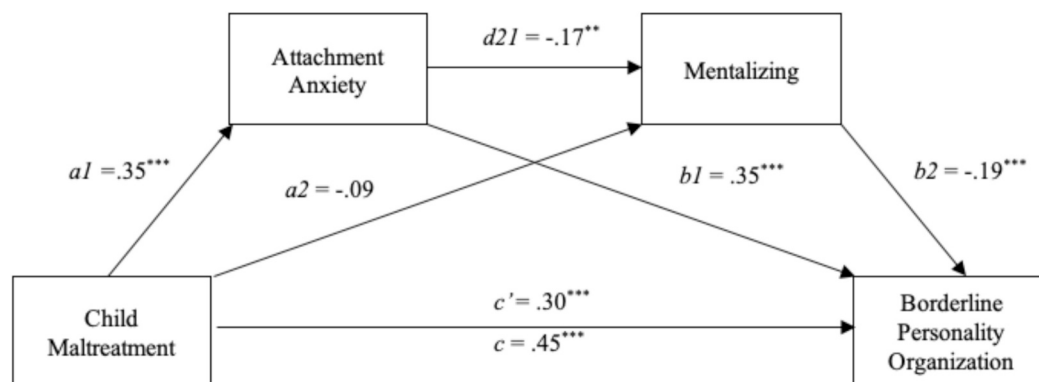 Attachment
Anxiety
d21 = -.17**
Mentalizing
a1 =.35***
a2 = -.09
b1 = .35***
b2 = -.19***
Child
Maltreatment
c’= .30***
c = .45***
Borderline
Personality
Organization